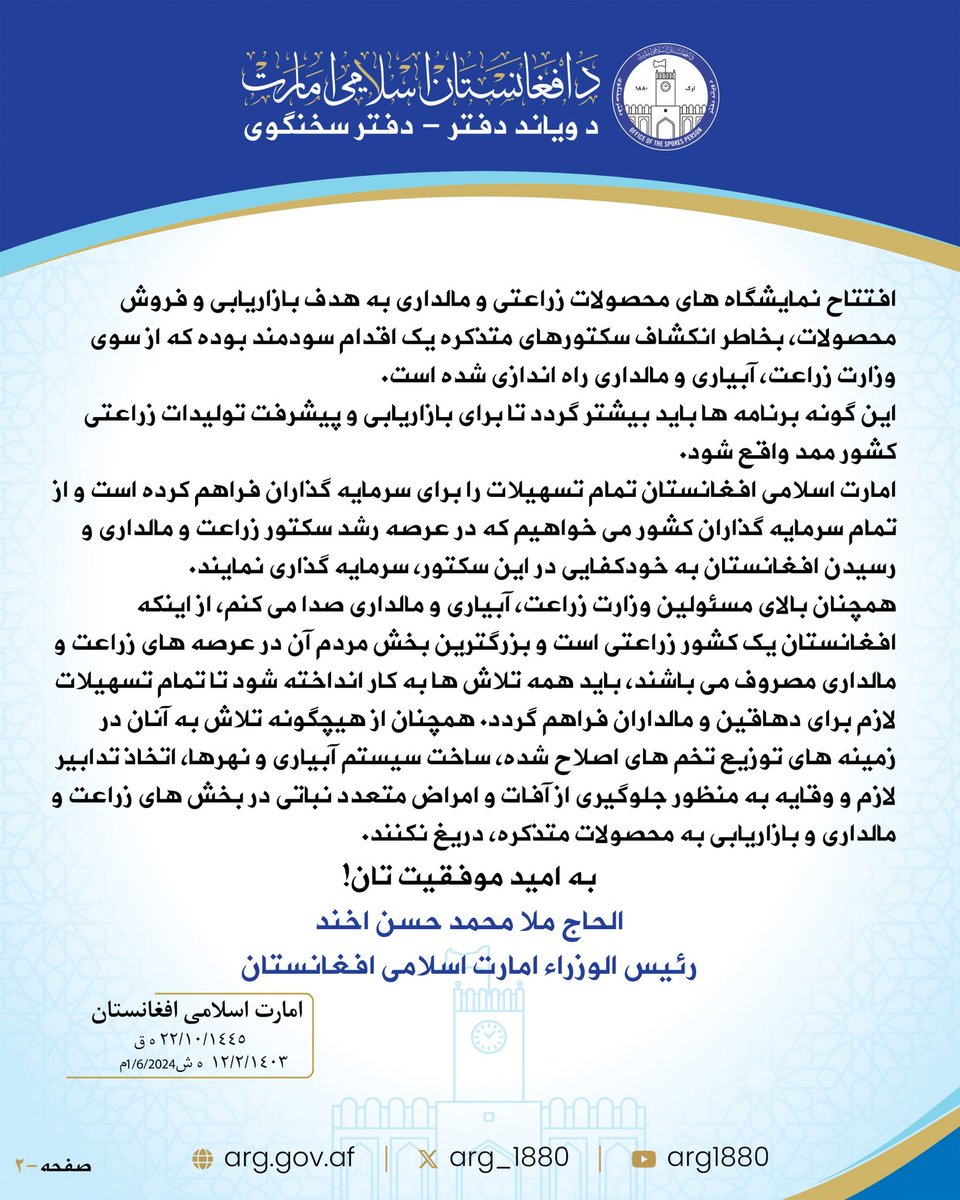 د افغانستان اسلامي امارت
د ویاند دفتر – دفتر سخنگوی
ارگ ١٨٨٠
OFFICE OF THE SPOKES PERSON
افتتاح نمایشگاه های محصولات زراعتی و مالداری به هدف بازاریابی و فروش
محصولات، بخاطر انکشاف سکتورهای متذکره یک اقدام سودمند بوده که از سوی
وزارت زراعت، آبیاری و مالداری راه اندازی شده است.
این گونه برنامه ها باید بیشتر گردد تا برای بازاریابی و پیشرفت تولیدات زراعتی
کشور ممد واقع شود.
امارت اسلامی افغانستان تمام تسهیلات را برای سرمایه گذاران فراهم کرده است و از
تمام سرمایه گذاران کشور می خواهیم که در عرصه رشد سکتور زراعت و مالداری و
رسیدن افغانستان به خودکفایی در این سکتور، سرمایه گذاری نمایند.
همچنان بالای مسئولین وزارت زراعت، آبیاری و مالداری صدا می کنم، از اینکه
افغانستان یک کشور زراعتی است و بزرگترین بخش مردم آن در عرصه های زراعت و
مالداری مصروف می باشند، باید همه تلاش ها به کار انداخته شود تا تمام تسهیلات
لازم برای دهاقین و مالداران فراهم گردد. همچنان از هیچگونه تلاش به آنان در
زمینه های توزیع تخم های اصلاح شده، ساخت سیستم آبیاری و نهرها، اتخاذ تدابیر
لازم و وقایه به منظور جلوگیری از آفات و امراض متعدد نباتی در بخش های زراعت و
مالداری و بازاریابی به محصولات متذکره، دریغ نکنند.
به امید موفقیت تان!
الحاج ملا محمد حسن اخند
رئیس الوزراء امارت اسلامی افغانستان
امارت اسلامی افغانستان
٢٢/١٠/١٤٤٥ ه ق
١٢/٢/١٤٠٣ ه ش 1/6/2024م
arg.gov.af | arg_1880 | arg1880
صفحه -٢